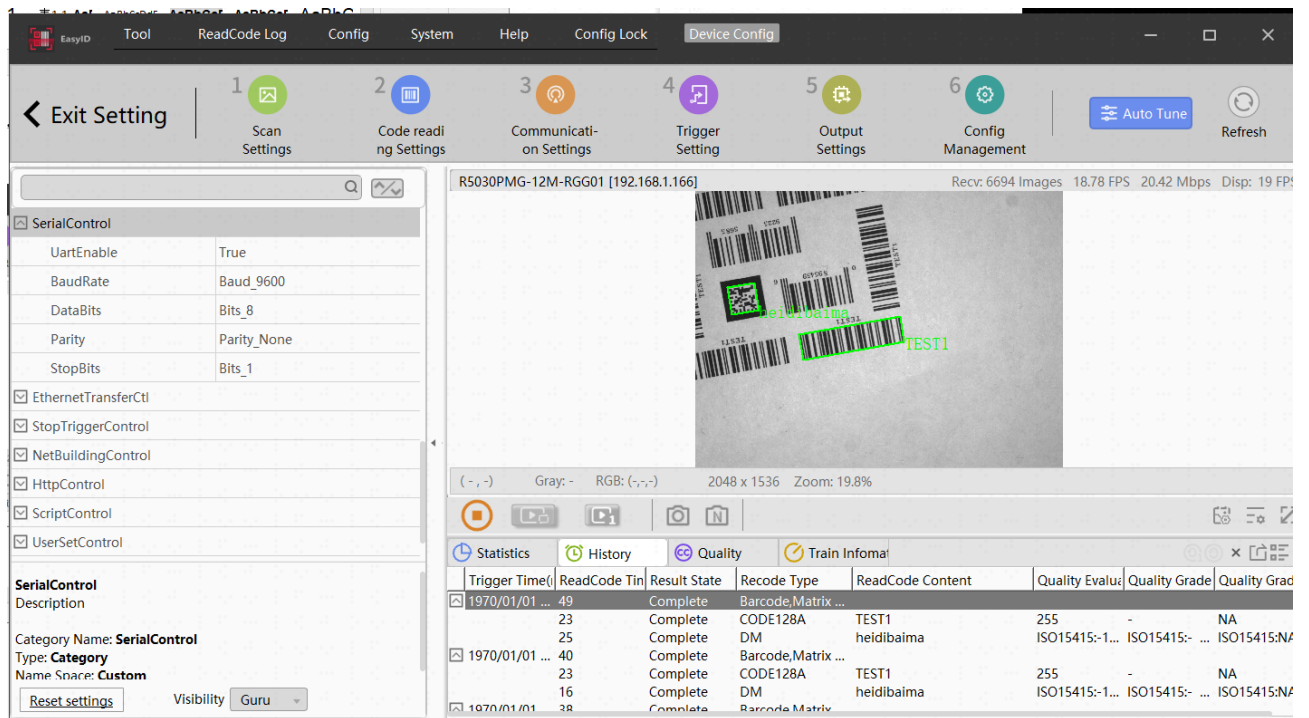 EasyID Tool ReadCode Log Config System Help Config Lock Device Config
Exit Setting
1 Scan Settings
2 Code readi ng Settings
3 Communicati- on Settings
4 Trigger Setting
5 Output Settings
6 Config Management
Auto Tune
Refresh
SerialControl
UartEnable True
BaudRate Baud_9600
DataBits Bits_8
Parity Parity_None
StopBits Bits_1
EthernetTransferCtl
StopTriggerControl
NetBuildingControl
HttpControl
ScriptControl
UserSetControl
SerialControl
Description
Category Name: SerialControl
Type: Category
Name Space: Custom
Reset settings Visibility Guru
R5030PMG-12M-RGG01 [192.168.1.166] Recv: 6694 Images 18.78 FPS 20.42 Mbps Disp: 19 FPS
TEST1
heidibaima
TEST1
(-,-) Gray: - RGB: (-,-,-) 2048 x 1536 Zoom: 19.8%
Statistics History Quality Train Infomat
Trigger Time( ReadCode Tin Result State Recode Type ReadCode Content Quality Evalua Quality Grade Quality Grad
1970/01/01 ... 49 Complete Barcode,Matrix ...
23 Complete CODE128A TEST1 255 - NA
25 Complete DM heidibaima ISO15415:-1... ISO15415:- ... ISO15415:NA
1970/01/01 ... 40 Complete Barcode,Matrix ...
23 Complete CODE128A TEST1 255 - NA
16 Complete DM heidibaima ISO15415:-1... ISO15415:- ... ISO15415:NA
1970/01/01 38 Complete Barcode Matrix